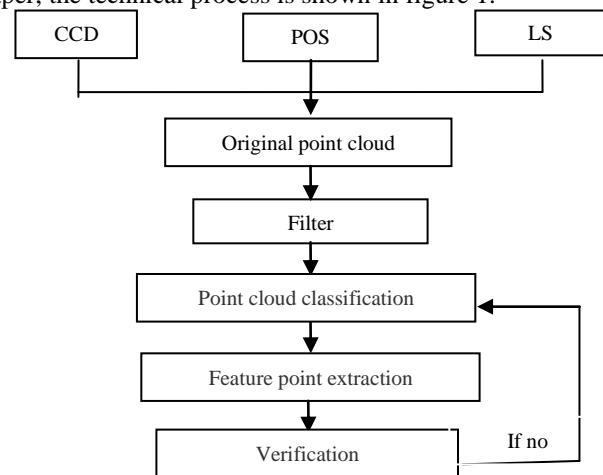 aper, the technical process is shown in figure 1.
CCD
POS
LS
Original point cloud
Filter
Point cloud classification
Feature point extraction
Verification
If no